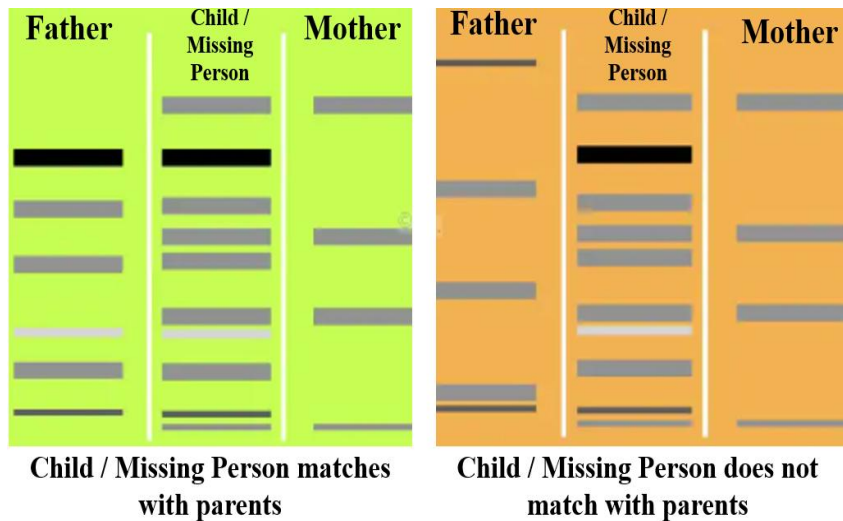 Father
Child /
Missing
Person
Mother
Father
Child /
Missing
Person
Mother
Child / Missing Person matches
with parents
Child / Missing Person does not
match with parents